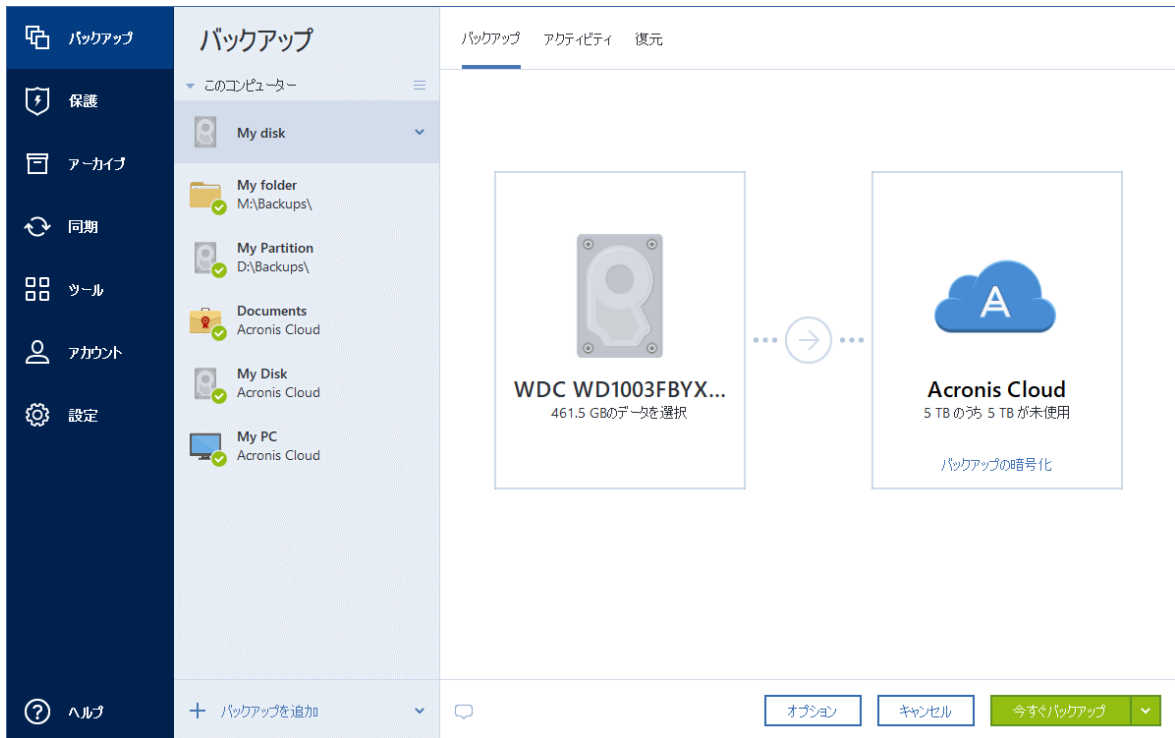 バックアップ
保護
アーカイブ
同期
ツール
アカウント
設定
ヘルプ
バックアップ
このコンピューター
My disk
My folder
M:\Backups\
My Partition
D:\Backups\
Documents
Acronis Cloud
My Disk
Acronis Cloud
My PC
Acronis Cloud
バックアップを追加
バックアップ アクティビティ 復元
WDC WD1003FBYX...
461.5 GBのデータを選択
A
Acronis Cloud
5 TB のうち 5 TB が未使用
バックアップの暗号化
オプション キャンセル 今すぐバックアップ